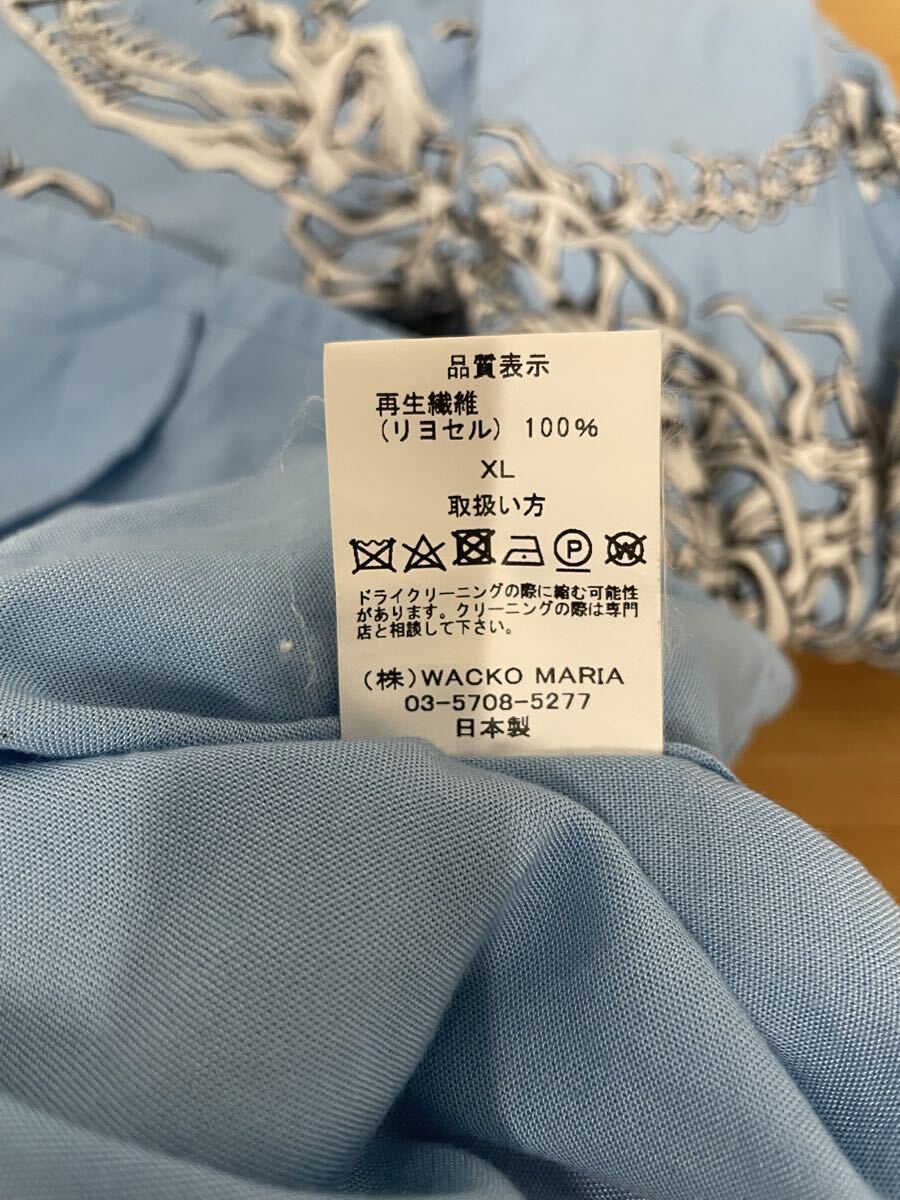 品質表示
再生繊維
(リヨセル) 100%
XL
取扱い方
P W
ドライクリーニングの際に縮む可能性
があります。クリーニングの際は専門
店と相談して下さい。
(株)WACKO MARIA
03-5708-5277
日本製